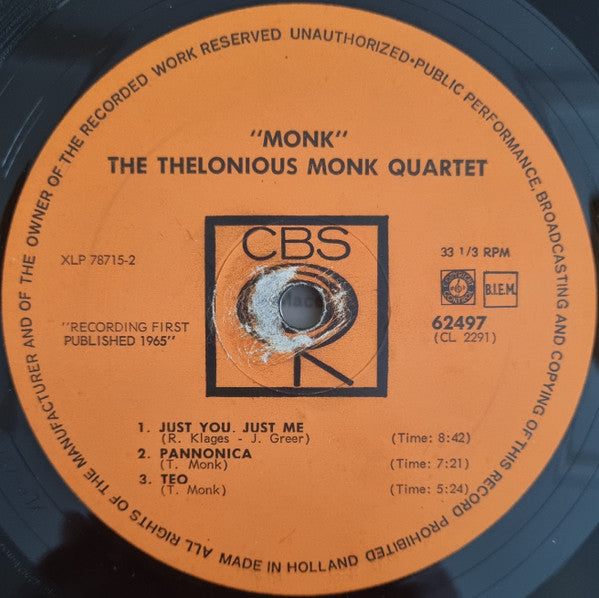 ALL RIGHTS OF THE MANUFACTURER AND OF THE OWNER OF THE RECORDED WORK RESERVED UNAUTHORIZED•PUBLIC PERFORMANCE, BROADCASTING AND COPYING OF THIS RECORD PROHIBITED
"MONK"
THE THELONIOUS MONK QUARTET
CBS
XLP 78715-2
33 1/3 RPM
B.I.E.M.
"RECORDING FIRST
PUBLISHED 1965"
62497
(CL 2291)
1. JUST YOU. JUST ME (Time: 8:42)
(R. Klages - J. Greer)
2. PANNONICA (Time: 7:21)
(T. Monk)
3. TEO (Time: 5:24)
(T. Monk)
MADE IN HOLLAND